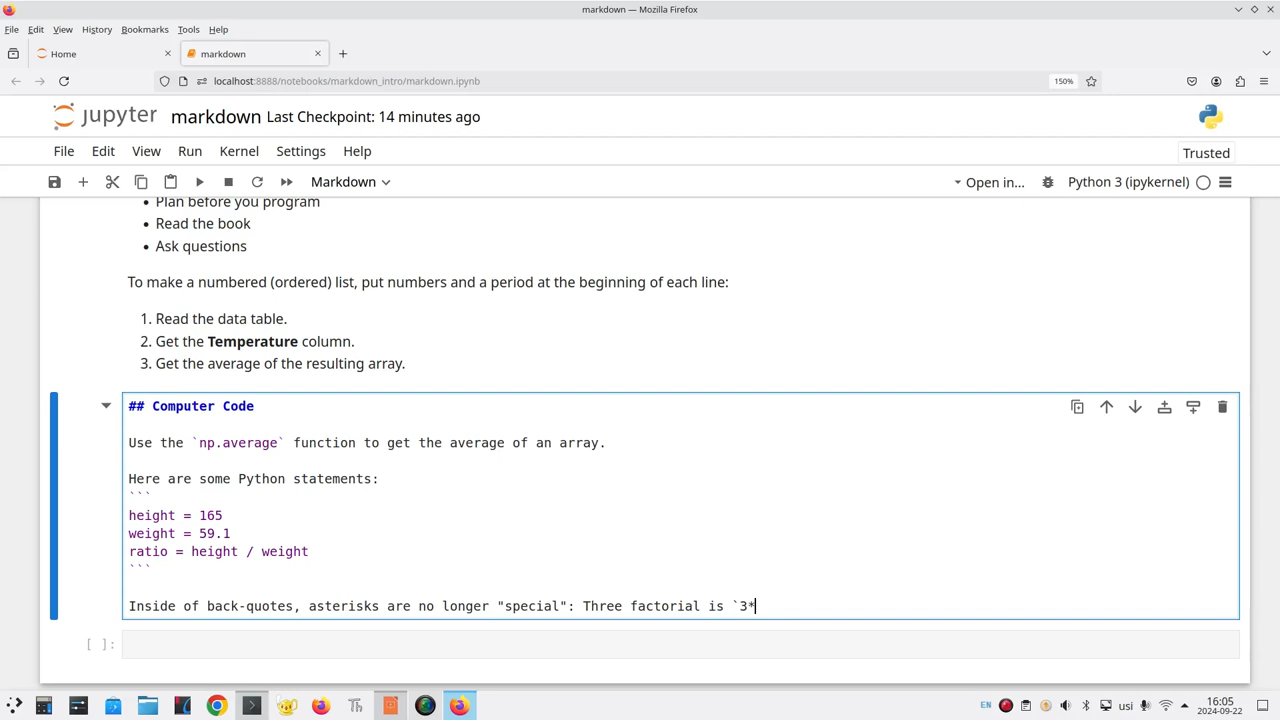 markdown — Mozilla Firefox
File Edit View History Bookmarks Tools Help
Home markdown
localhost:8888/notebooks/markdown_intro/markdown.ipynb 150%
jupyter markdown Last Checkpoint: 14 minutes ago
File Edit View Run Kernel Settings Help Trusted
Markdown Open in... Python 3 (ipykernel)
• Plan before you program
• Read the book
• Ask questions
To make a numbered (ordered) list, put numbers and a period at the beginning of each line:
1. Read the data table.
2. Get the Temperature column.
3. Get the average of the resulting array.
## Computer Code
Use the `np.average` function to get the average of an array.
Here are some Python statements:
```
height = 165
weight = 59.1
ratio = height / weight
```
Inside of back-quotes, asterisks are no longer "special": Three factorial is `3*
[ ]:
Th EN usi 16:05
2024-09-22